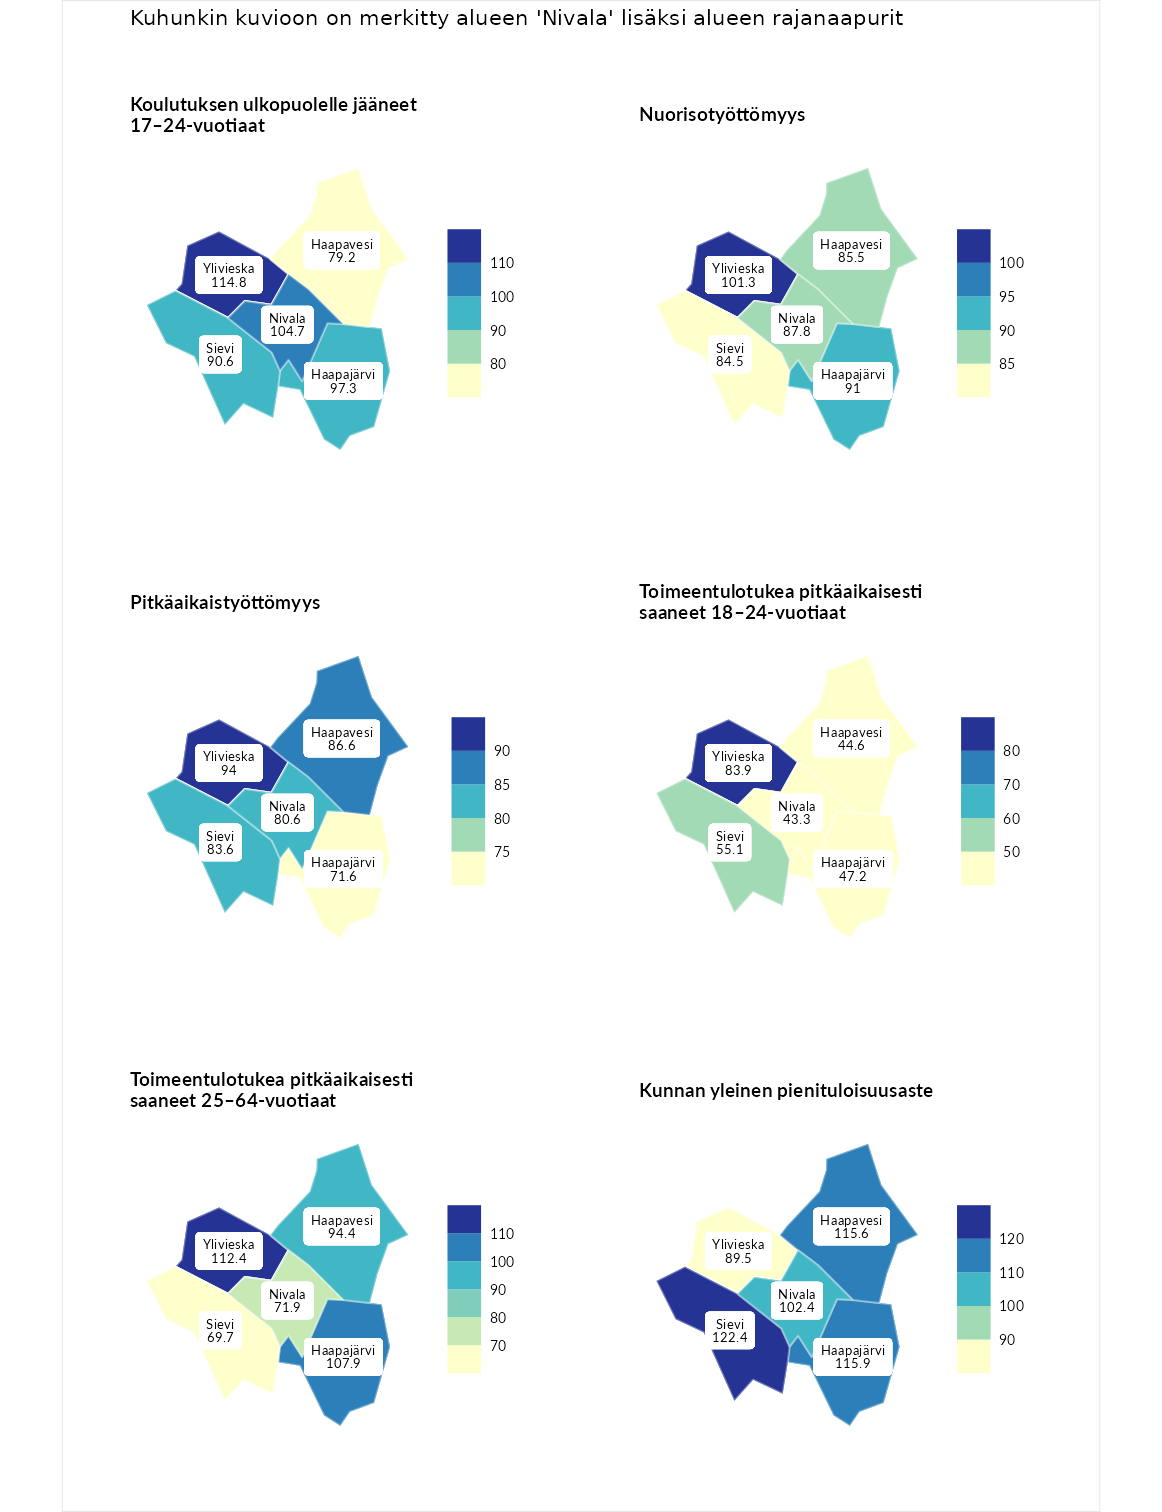 Kuhunkin kuvioon on merkitty alueen 'Nivala' lisäksi alueen rajanaapurit
Koulutuksen ulkopuolelle jääneet
17–24-vuotiaat
Haapavesi
79.2
Ylivieska
114.8
Nivala
104.7
Sievi
90.6
Haapajärvi
97.3
110
100
90
80
Nuorisotyöttömyys
Haapavesi
85.5
Ylivieska
101.3
Nivala
87.8
Sievi
84.5
Haapajärvi
91
100
95
90
85
Pitkäaikaistyöttömyys
Haapavesi
86.6
Ylivieska
94
Nivala
80.6
Sievi
83.6
Haapajärvi
71.6
90
85
80
75
Toimeentulotukea pitkäaikaisesti
saaneet 18–24-vuotiaat
Haapavesi
44.6
Ylivieska
83.9
Nivala
43.3
Sievi
55.1
Haapajärvi
47.2
80
70
60
50
Toimeentulotukea pitkäaikaisesti
saaneet 25–64-vuotiaat
Haapavesi
94.4
Ylivieska
112.4
Nivala
71.9
Sievi
69.7
Haapajärvi
107.9
110
100
90
80
70
Kunnan yleinen pienituloisuusaste
Haapavesi
115.6
Ylivieska
89.5
Nivala
102.4
Sievi
122.4
Haapajärvi
115.9
120
110
100
90